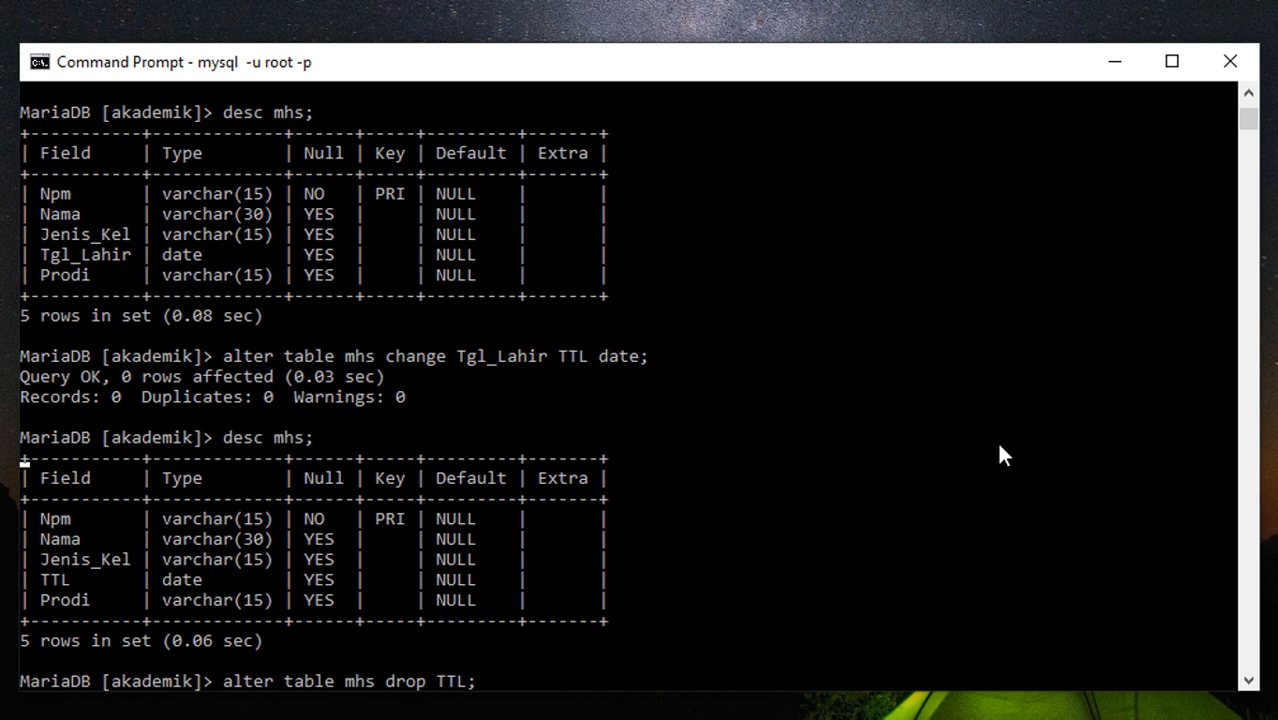 Command Prompt - mysql  -u root -p
MariaDB [akademik]> desc mhs;
+-----------+-------------+------+-----+---------+-------+
| Field     | Type        | Null | Key | Default | Extra |
+-----------+-------------+------+-----+---------+-------+
| Npm       | varchar(15) | NO   | PRI | NULL    |       |
| Nama      | varchar(30) | YES  |     | NULL    |       |
| Jenis_Kel | varchar(15) | YES  |     | NULL    |       |
| Tgl_Lahir | date        | YES  |     | NULL    |       |
| Prodi     | varchar(15) | YES  |     | NULL    |       |
+-----------+-------------+------+-----+---------+-------+
5 rows in set (0.08 sec)
MariaDB [akademik]> alter table mhs change Tgl_Lahir TTL date;
Query OK, 0 rows affected (0.03 sec)
Records: 0  Duplicates: 0  Warnings: 0
MariaDB [akademik]> desc mhs;
+-----------+-------------+------+-----+---------+-------+
| Field     | Type        | Null | Key | Default | Extra |
+-----------+-------------+------+-----+---------+-------+
| Npm       | varchar(15) | NO   | PRI | NULL    |       |
| Nama      | varchar(30) | YES  |     | NULL    |       |
| Jenis_Kel | varchar(15) | YES  |     | NULL    |       |
| TTL       | date        | YES  |     | NULL    |       |
| Prodi     | varchar(15) | YES  |     | NULL    |       |
+-----------+-------------+------+-----+---------+-------+
5 rows in set (0.06 sec)
MariaDB [akademik]> alter table mhs drop TTL;